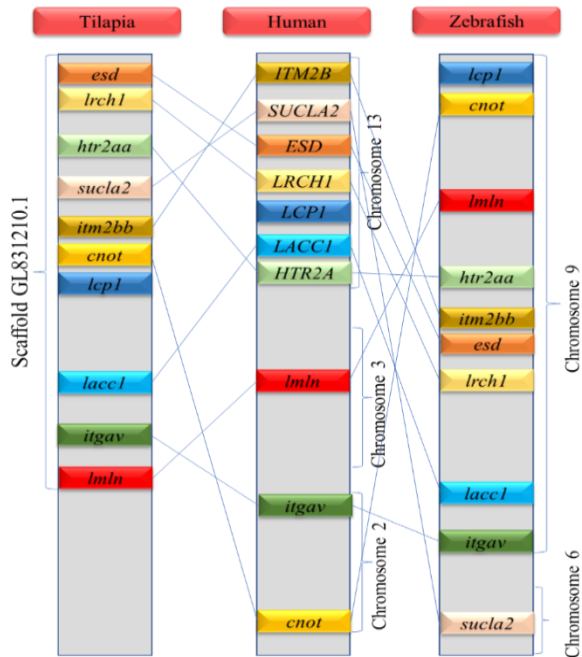 Tilapia
Human
Zebrafish
Scaffold GL831210.1
esd
lrch1
htr2aa
sucla2
itm2bb
cnot
lcp1
lacc1
itgav
lmln
ITM2B
SUCLA2
ESD
LRCH1
LCP1
LACC1
HTR2A
lmln
itgav
cnot
Chromosome 13
Chromosome 3
Chromosome 2
lcp1
cnot
lmln
htr2aa
itm2bb
esd
lrch1
lacc1
itgav
sucla2
Chromosome 9
Chromosome 6